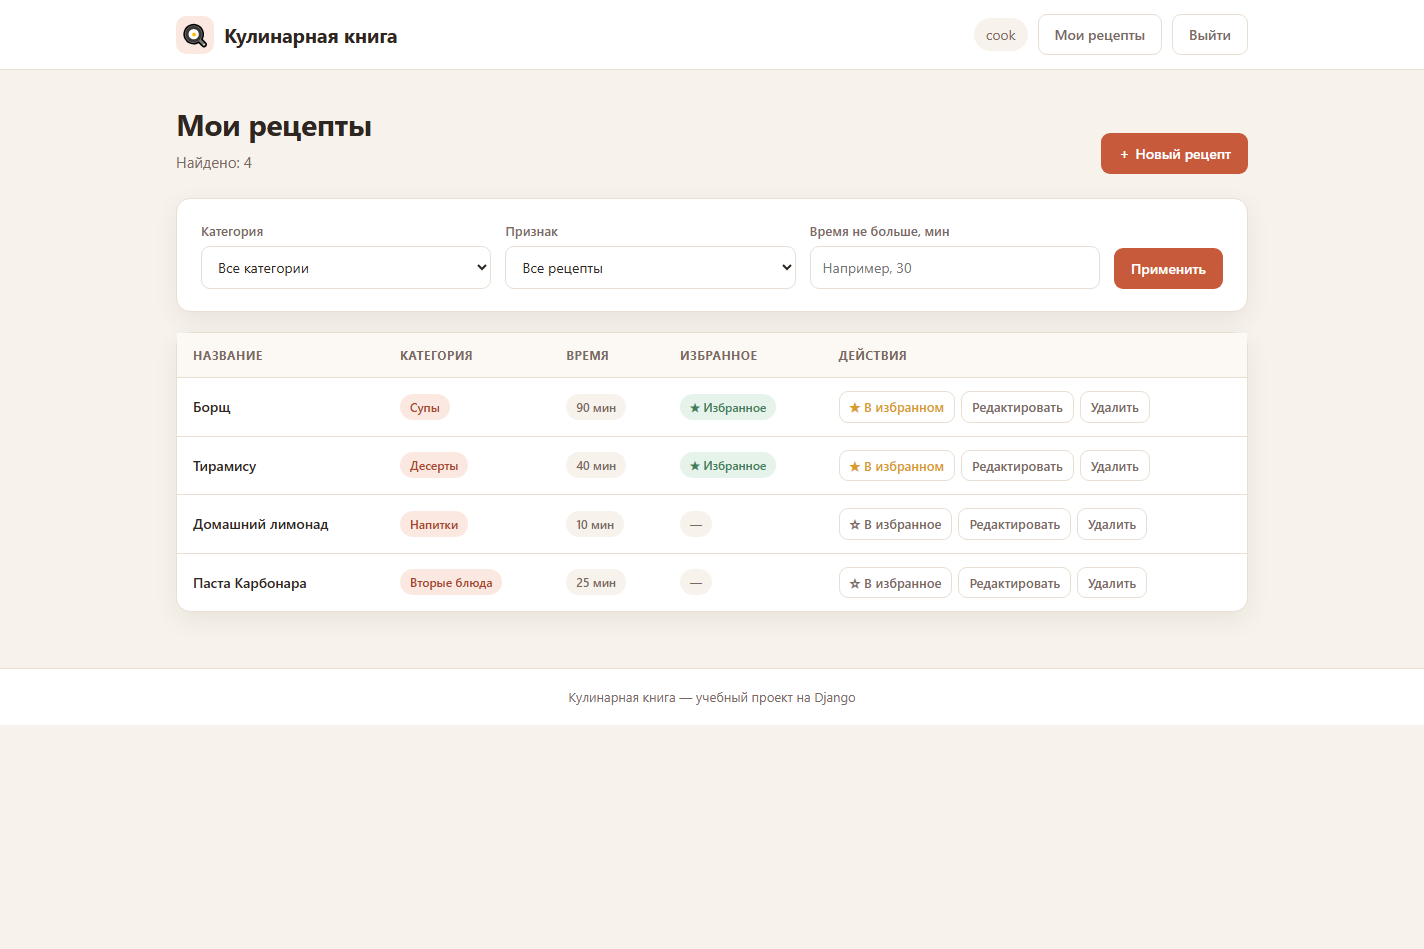 Кулинарная книга
cook Мои рецепты Выйти
Мои рецепты
Найдено: 4
+ Новый рецепт
Категория Признак Время не больше, мин
Все категории Все рецепты Например, 30 Применить
НАЗВАНИЕ КАТЕГОРИЯ ВРЕМЯ ИЗБРАННОЕ ДЕЙСТВИЯ
Борщ Супы 90 мин ★ Избранное ★ В избранном Редактировать Удалить
Тирамису Десерты 40 мин ★ Избранное ★ В избранном Редактировать Удалить
Домашний лимонад Напитки 10 мин — ☆ В избранное Редактировать Удалить
Паста Карбонара Вторые блюда 25 мин — ☆ В избранное Редактировать Удалить
Кулинарная книга — учебный проект на Django